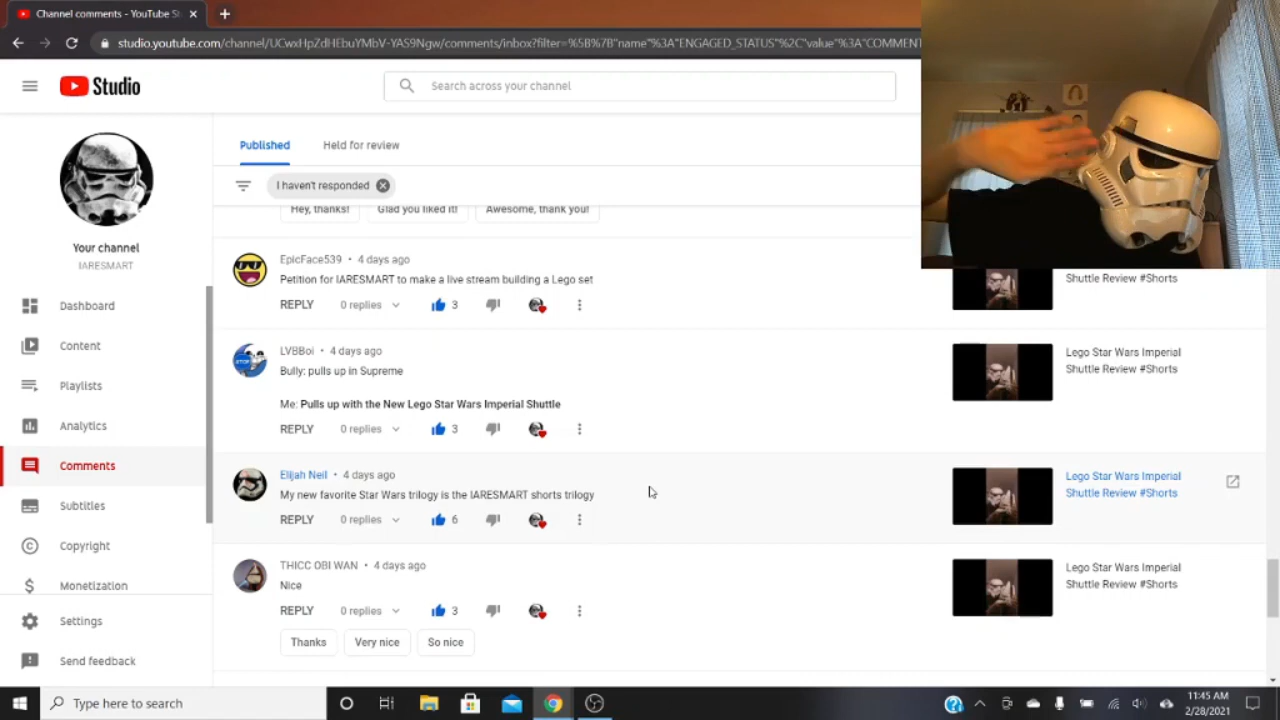 Channel comments - YouTube St
studio.youtube.com/channel/UCwxHpZdHEbuYMbV-YAS9Ngw/comments/inbox?filter=%5B%7B"name"%3A"ENGAGED_STATUS"%2C"value"%3A"COMMENT
Studio
Search across your channel
Your channel
IARESMART
Dashboard
Content
Playlists
Analytics
Comments
Subtitles
Copyright
Monetization
Settings
Send feedback
Published
Held for review
I haven't responded
Hey, thanks!
Glad you liked it!
Awesome, thank you!
EpicFace539 • 4 days ago
Petition for IARESMART to make a live stream building a Lego set
REPLY
0 replies
3
Shuttle Review #Shorts
LVBBoi • 4 days ago
Bully: pulls up in Supreme
Me: Pulls up with the New Lego Star Wars Imperial Shuttle
REPLY
0 replies
3
Lego Star Wars Imperial
Shuttle Review #Shorts
Elijah Neil • 4 days ago
My new favorite Star Wars trilogy is the IARESMART shorts trilogy
REPLY
0 replies
6
Lego Star Wars Imperial
Shuttle Review #Shorts
THICC OBI WAN • 4 days ago
Nice
REPLY
0 replies
3
Thanks
Very nice
So nice
Lego Star Wars Imperial
Shuttle Review #Shorts
Type here to search
11:45 AM
2/28/2021